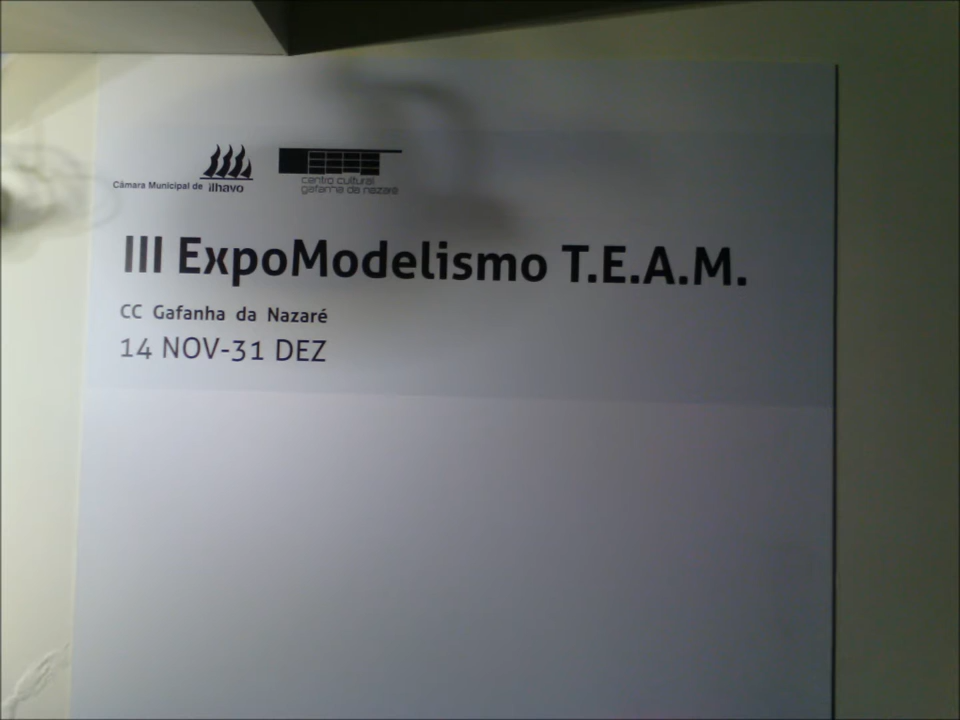 Câmara Municipal de ílhavo
centro cultural
gafanha da nazaré
III ExpoModelismo T.E.A.M.
CC Gafanha da Nazaré
14 NOV-31 DEZ